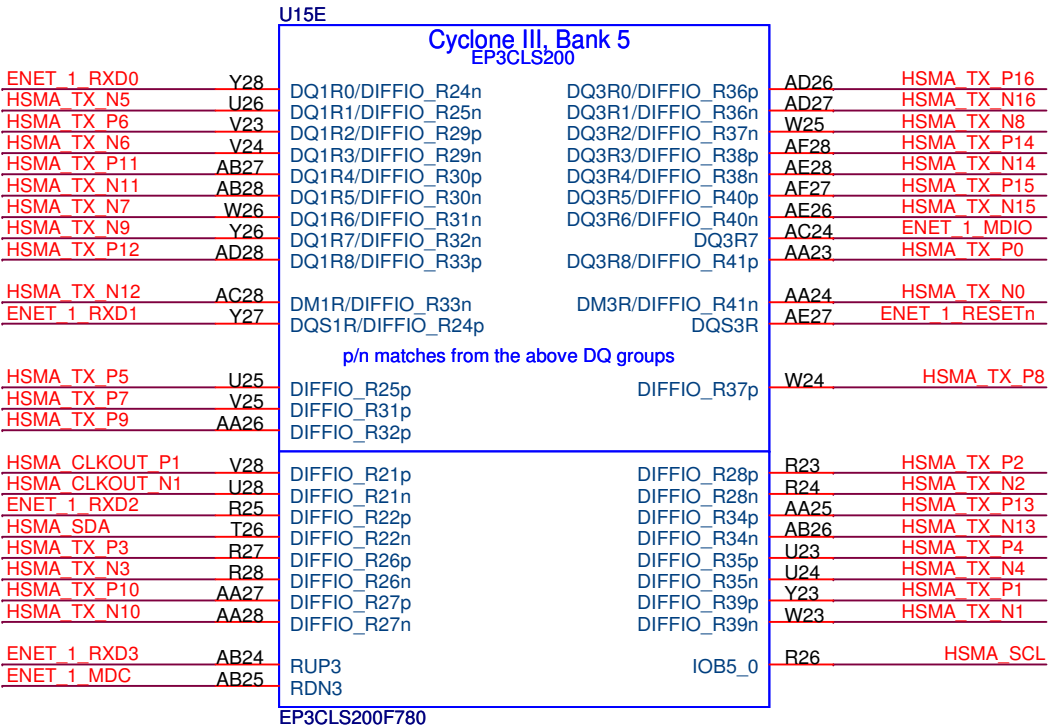 U15E
Cyclone III, Bank 5
EP3CLS200
ENET_1_RXD0 Y28 DQ1R0/DIFFIO_R24n DQ3R0/DIFFIO_R36p AD26 HSMA_TX_P16
HSMA_TX_N5 U26 DQ1R1/DIFFIO_R25n DQ3R1/DIFFIO_R36n AD27 HSMA_TX_N16
HSMA_TX_P6 V23 DQ1R2/DIFFIO_R29p DQ3R2/DIFFIO_R37n W25 HSMA_TX_N8
HSMA_TX_N6 V24 DQ1R3/DIFFIO_R29n DQ3R3/DIFFIO_R38p AF28 HSMA_TX_P14
HSMA_TX_P11 AB27 DQ1R4/DIFFIO_R30p DQ3R4/DIFFIO_R38n AE28 HSMA_TX_N14
HSMA_TX_N11 AB28 DQ1R5/DIFFIO_R30n DQ3R5/DIFFIO_R40p AF27 HSMA_TX_P15
HSMA_TX_N7 W26 DQ1R6/DIFFIO_R31n DQ3R6/DIFFIO_R40n AE26 HSMA_TX_N15
HSMA_TX_N9 Y26 DQ1R7/DIFFIO_R32n DQ3R7 AC24 ENET_1_MDIO
HSMA_TX_P12 AD28 DQ1R8/DIFFIO_R33p DQ3R8/DIFFIO_R41p AA23 HSMA_TX_P0
HSMA_TX_N12 AC28 DM1R/DIFFIO_R33n DM3R/DIFFIO_R41n AA24 HSMA_TX_N0
ENET_1_RXD1 Y27 DQS1R/DIFFIO_R24p DQS3R AE27 ENET_1_RESETn
p/n matches from the above DQ groups
HSMA_TX_P5 U25 DIFFIO_R25p DIFFIO_R37p W24 HSMA_TX_P8
HSMA_TX_P7 V25 DIFFIO_R31p
HSMA_TX_P9 AA26 DIFFIO_R32p
HSMA_CLKOUT_P1 V28 DIFFIO_R21p DIFFIO_R28p R23 HSMA_TX_P2
HSMA_CLKOUT_N1 U28 DIFFIO_R21n DIFFIO_R28n R24 HSMA_TX_N2
ENET_1_RXD2 R25 DIFFIO_R22p DIFFIO_R34p AA25 HSMA_TX_P13
HSMA_SDA T26 DIFFIO_R22n DIFFIO_R34n AB26 HSMA_TX_N13
HSMA_TX_P3 R27 DIFFIO_R26p DIFFIO_R35p U23 HSMA_TX_P4
HSMA_TX_N3 R28 DIFFIO_R26n DIFFIO_R35n U24 HSMA_TX_N4
HSMA_TX_P10 AA27 DIFFIO_R27p DIFFIO_R39p Y23 HSMA_TX_P1
HSMA_TX_N10 AA28 DIFFIO_R27n DIFFIO_R39n W23 HSMA_TX_N1
ENET_1_RXD3 AB24 RUP3 IOB5_0 R26 HSMA_SCL
ENET_1_MDC AB25 RDN3
EP3CLS200F780